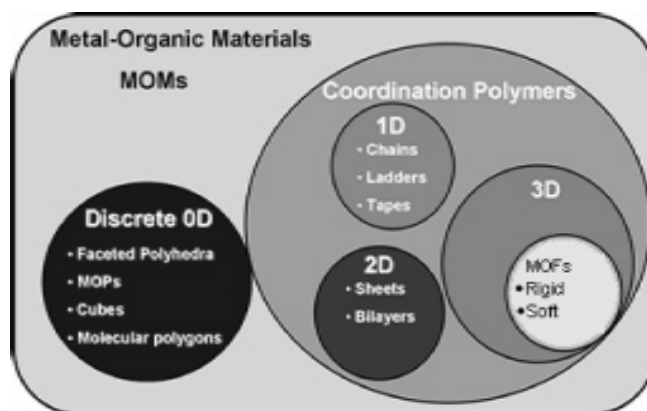 Metal-Organic Materials
MOMs
Coordination Polymers
1D
• Chains
• Ladders
• Tapes
3D
Discrete 0D
• Faceted Polyhedra
• MOPs
• Cubes
• Molecular polygons
2D
• Sheets
• Bilayers
MOFs
•Rigid
•Soft